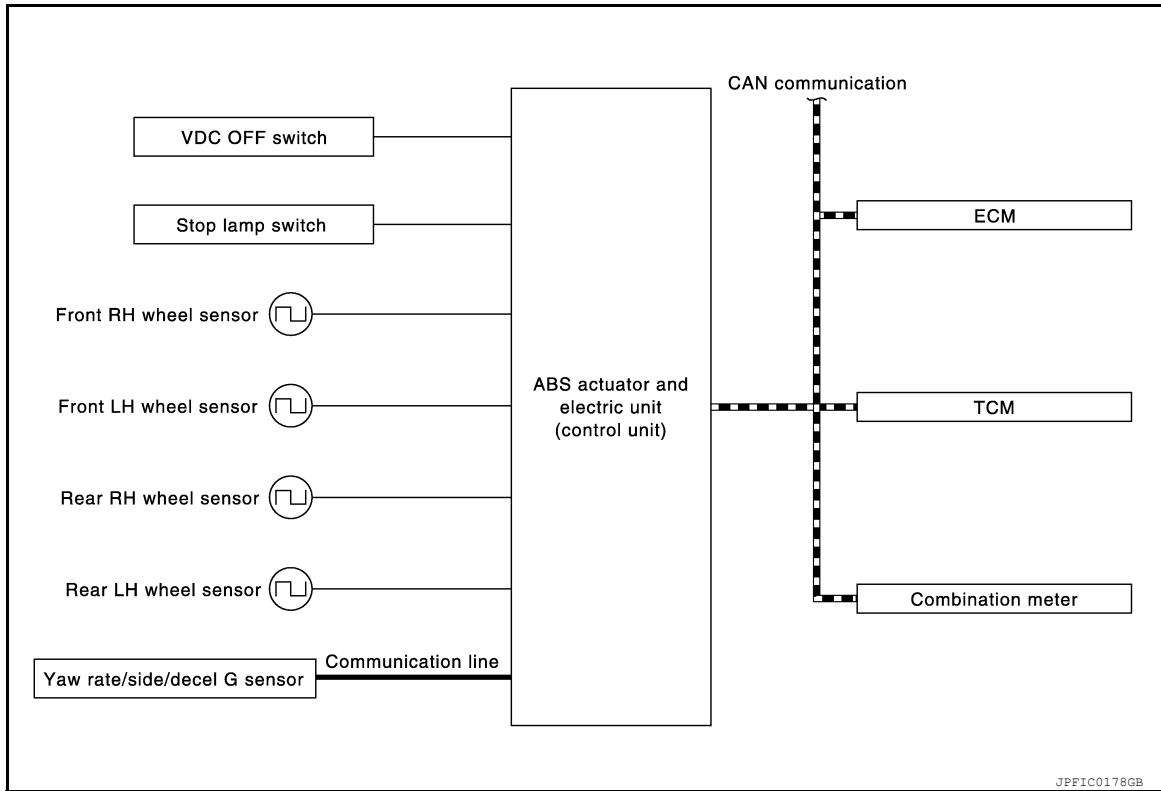 CAN communication
VDC OFF switch
Stop lamp switch
ECM
Front RH wheel sensor
ABS actuator and
electric unit
(control unit)
Front LH wheel sensor
TCM
Rear RH wheel sensor
Rear LH wheel sensor
Combination meter
Communication line
Yaw rate/side/decel G sensor
JPFIC0178GB